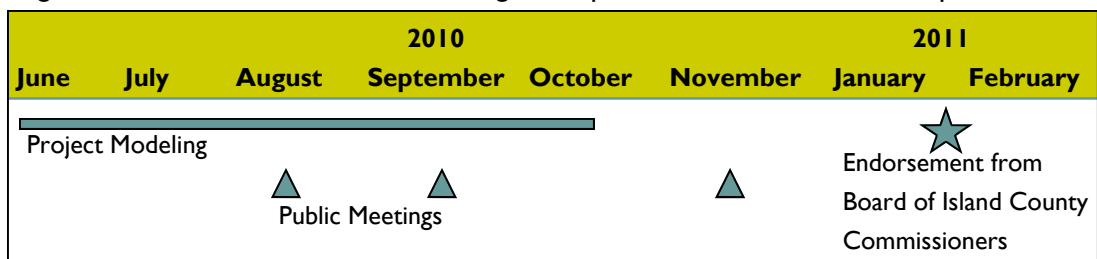 2010 2011
June July August September October November January February
Project Modeling
Public Meetings
Endorsement from
Board of Island County
Commissioners